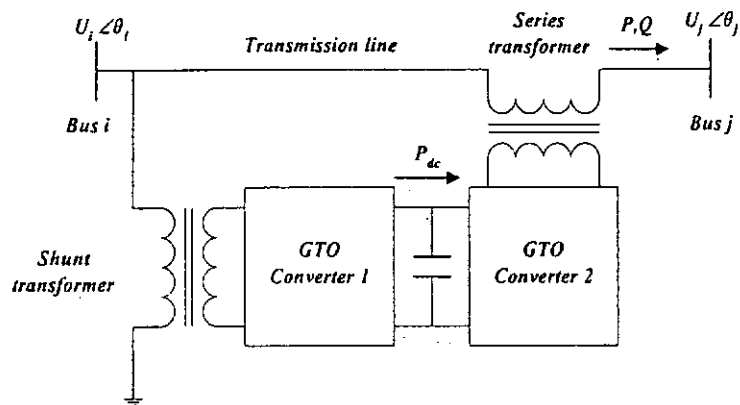 U_i ∠θ_i
Transmission line
Series
transformer
P,Q
U_j ∠θ_j
Bus i
Bus j
P_dc
Shunt
transformer
GTO
Converter 1
GTO
Converter 2